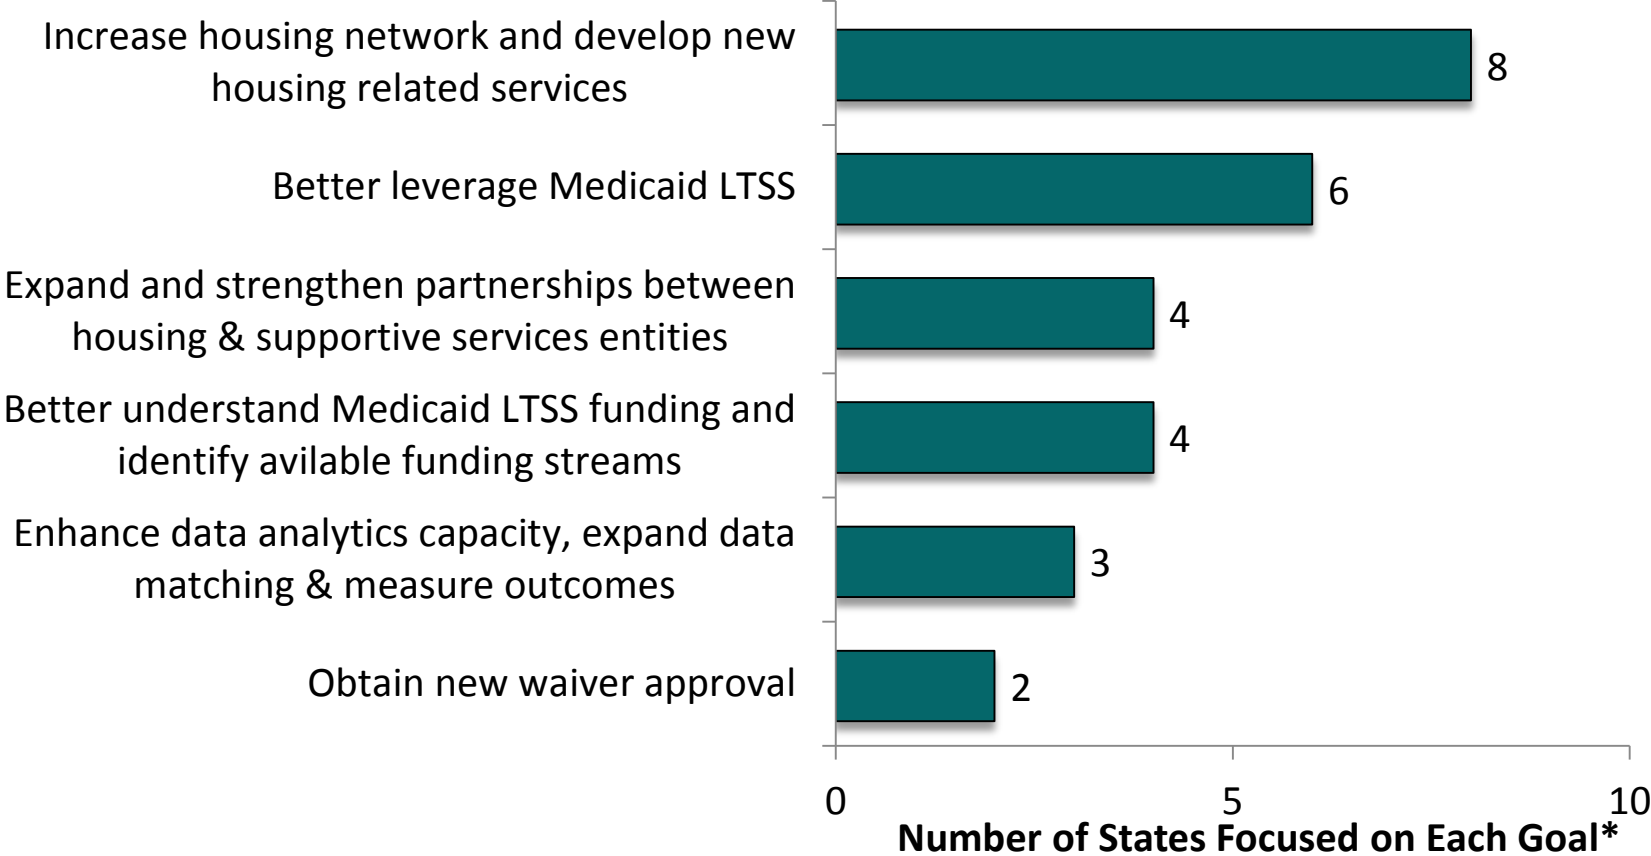 Increase housing network and develop new
housing related services
8
Better leverage Medicaid LTSS
6
Expand and strengthen partnerships between
housing & supportive services entities
4
Better understand Medicaid LTSS funding and
identify avilable funding streams
4
Enhance data analytics capacity, expand data
matching & measure outcomes
3
Obtain new waiver approval
2
0 5 10
Number of States Focused on Each Goal*